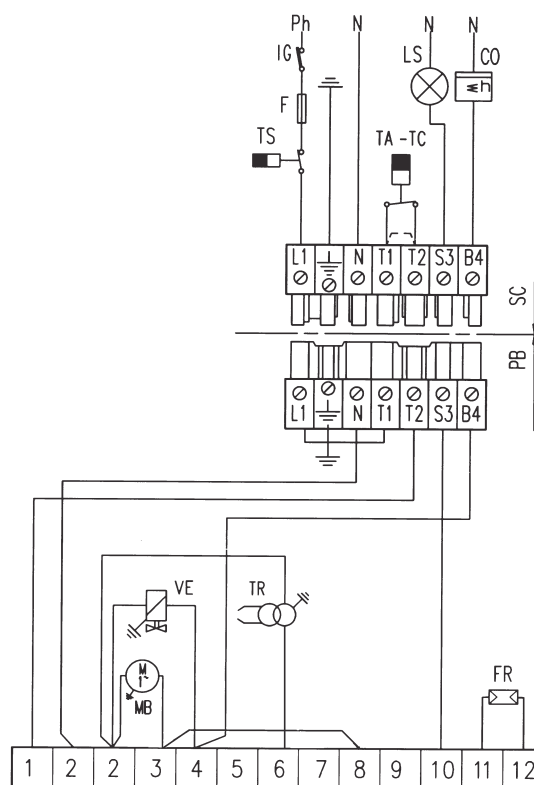 Ph N N N
IG LS CO
Wh
F
TS TA -TC
L1 N T1 T2 S3 B4
SC
PB
L1 N T1 T2 S3 B4
VE TR
M
1~
MB
FR
1 2 2 3 4 5 6 7 8 9 10 11 12